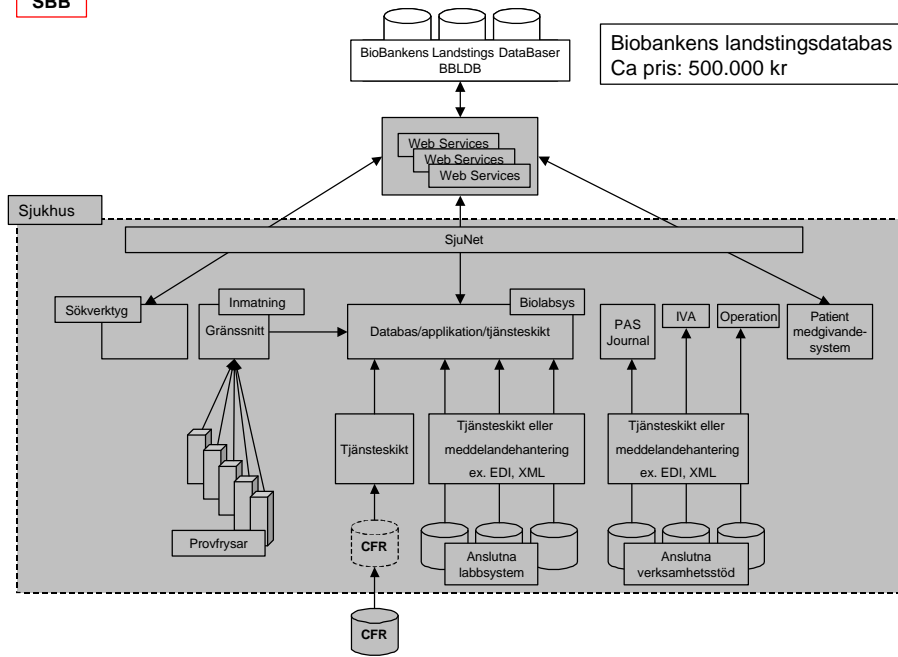 SBB
BioBankens Landstings DataBaser
BBLDB
Biobankens landstingsdatabas
Ca pris: 500.000 kr
Web Services
Web Services
Web Services
Sjukhus
SjuNet
Sökverktyg
Inmatning
Gränssnitt
Biolabsys
Databas/applikation/tjänsteskikt
PAS
Journal
IVA
Operation
Patient
medgivande-
system
Tjänsteskikt
Tjänsteskikt eller
meddelandehantering
ex. EDI, XML
Tjänsteskikt eller
meddelandehantering
ex. EDI, XML
Provfrysar
CFR
Anslutna
labbsystem
Anslutna
verksamhetsstöd
CFR